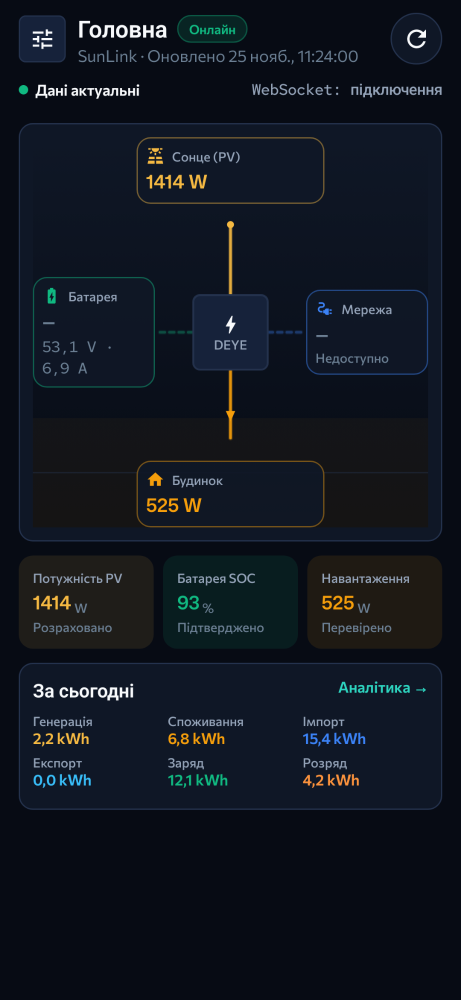 Головна
Онлайн
SunLink · Оновлено 25 нояб., 11:24:00
Дані актуальні
WebSocket: підключення
Сонце (PV)
1414 W
Батарея
—
53,1 V ·
6,9 A
DEYE
Мережа
—
Недоступно
Будинок
525 W
Потужність PV
1414 W
Розраховано
Батарея SOC
93 %
Підтверджено
Навантаження
525 W
Перевірено
За сьогодні
Аналітика →
Генерація
2,2 kWh
Споживання
6,8 kWh
Імпорт
15,4 kWh
Експорт
0,0 kWh
Заряд
12,1 kWh
Розряд
4,2 kWh